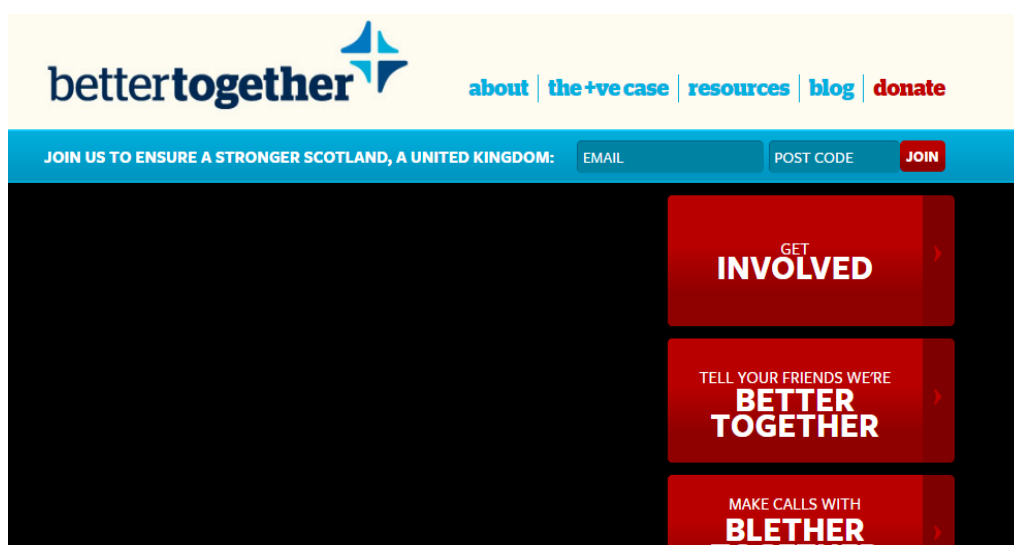 bettertogether
about the +ve case resources blog donate
JOIN US TO ENSURE A STRONGER SCOTLAND, A UNITED KINGDOM: EMAIL POST CODE JOIN
GET
INVOLVED
TELL YOUR FRIENDS WE'RE
BETTER
TOGETHER
MAKE CALLS WITH
BLETHER
TOGETHER